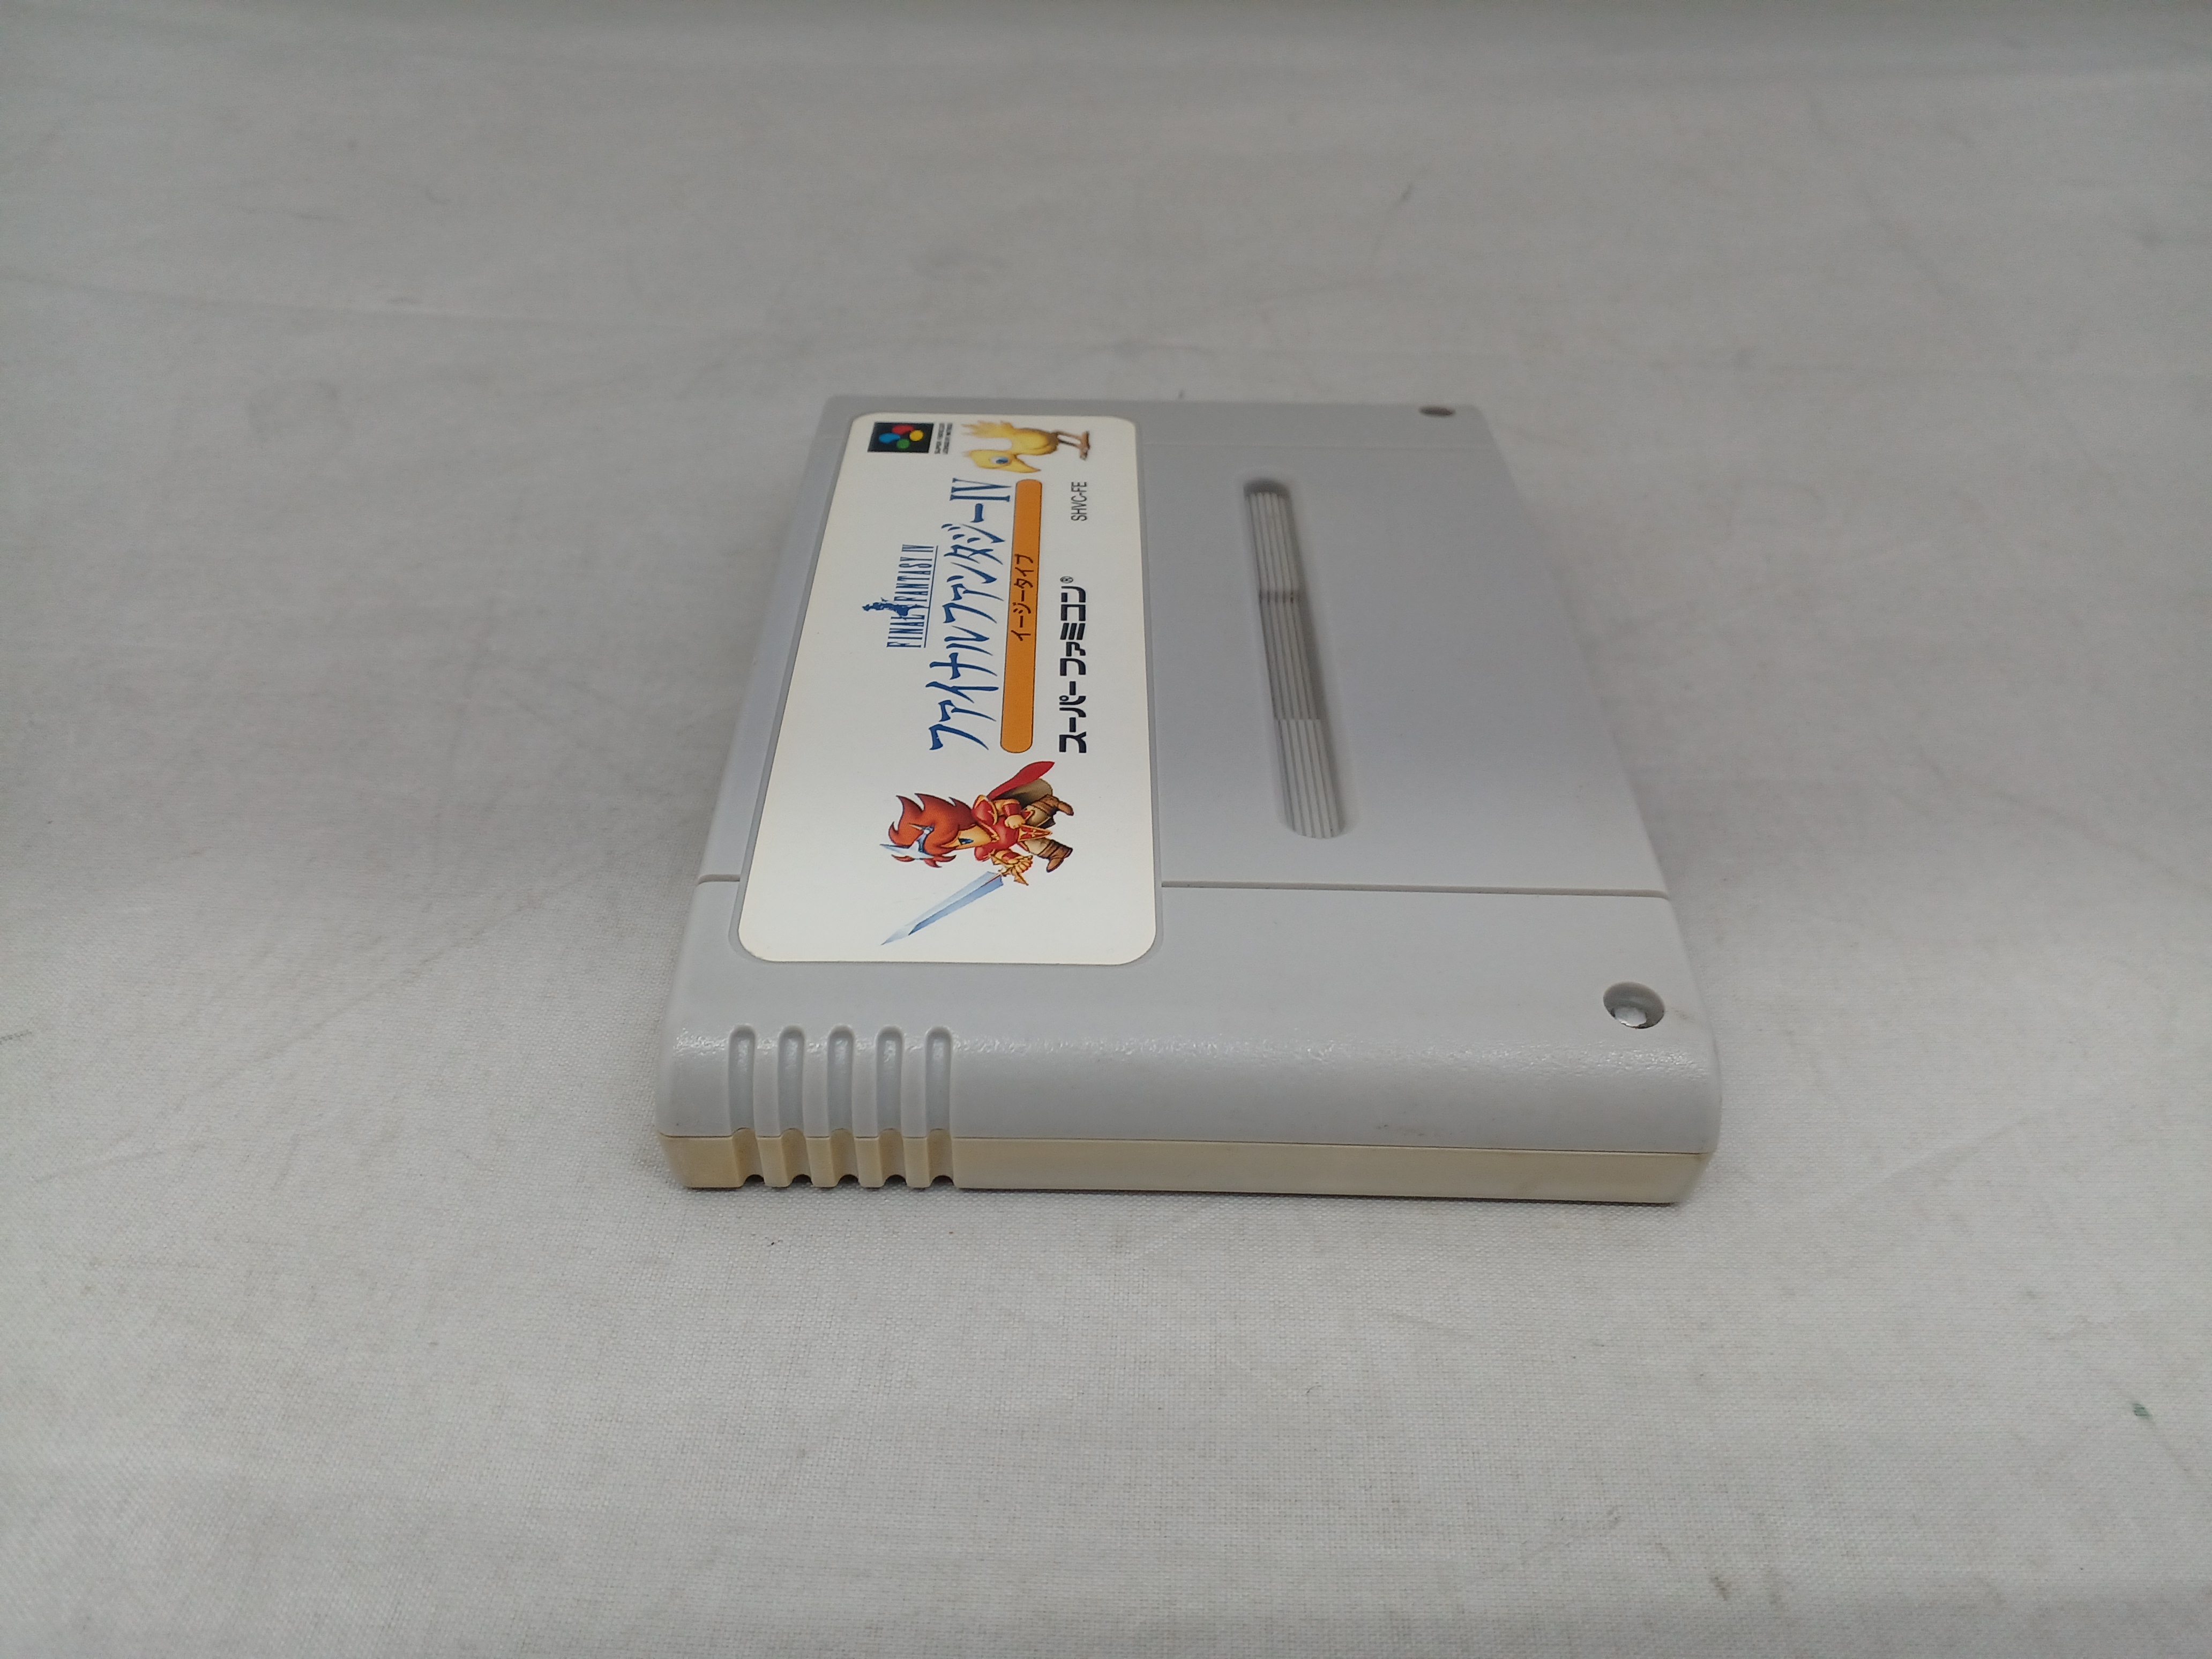 FINAL FANTASY IV
ファイナルファンタジーIV
イージータイプ
スーパーファミコン®
SHVC-FE